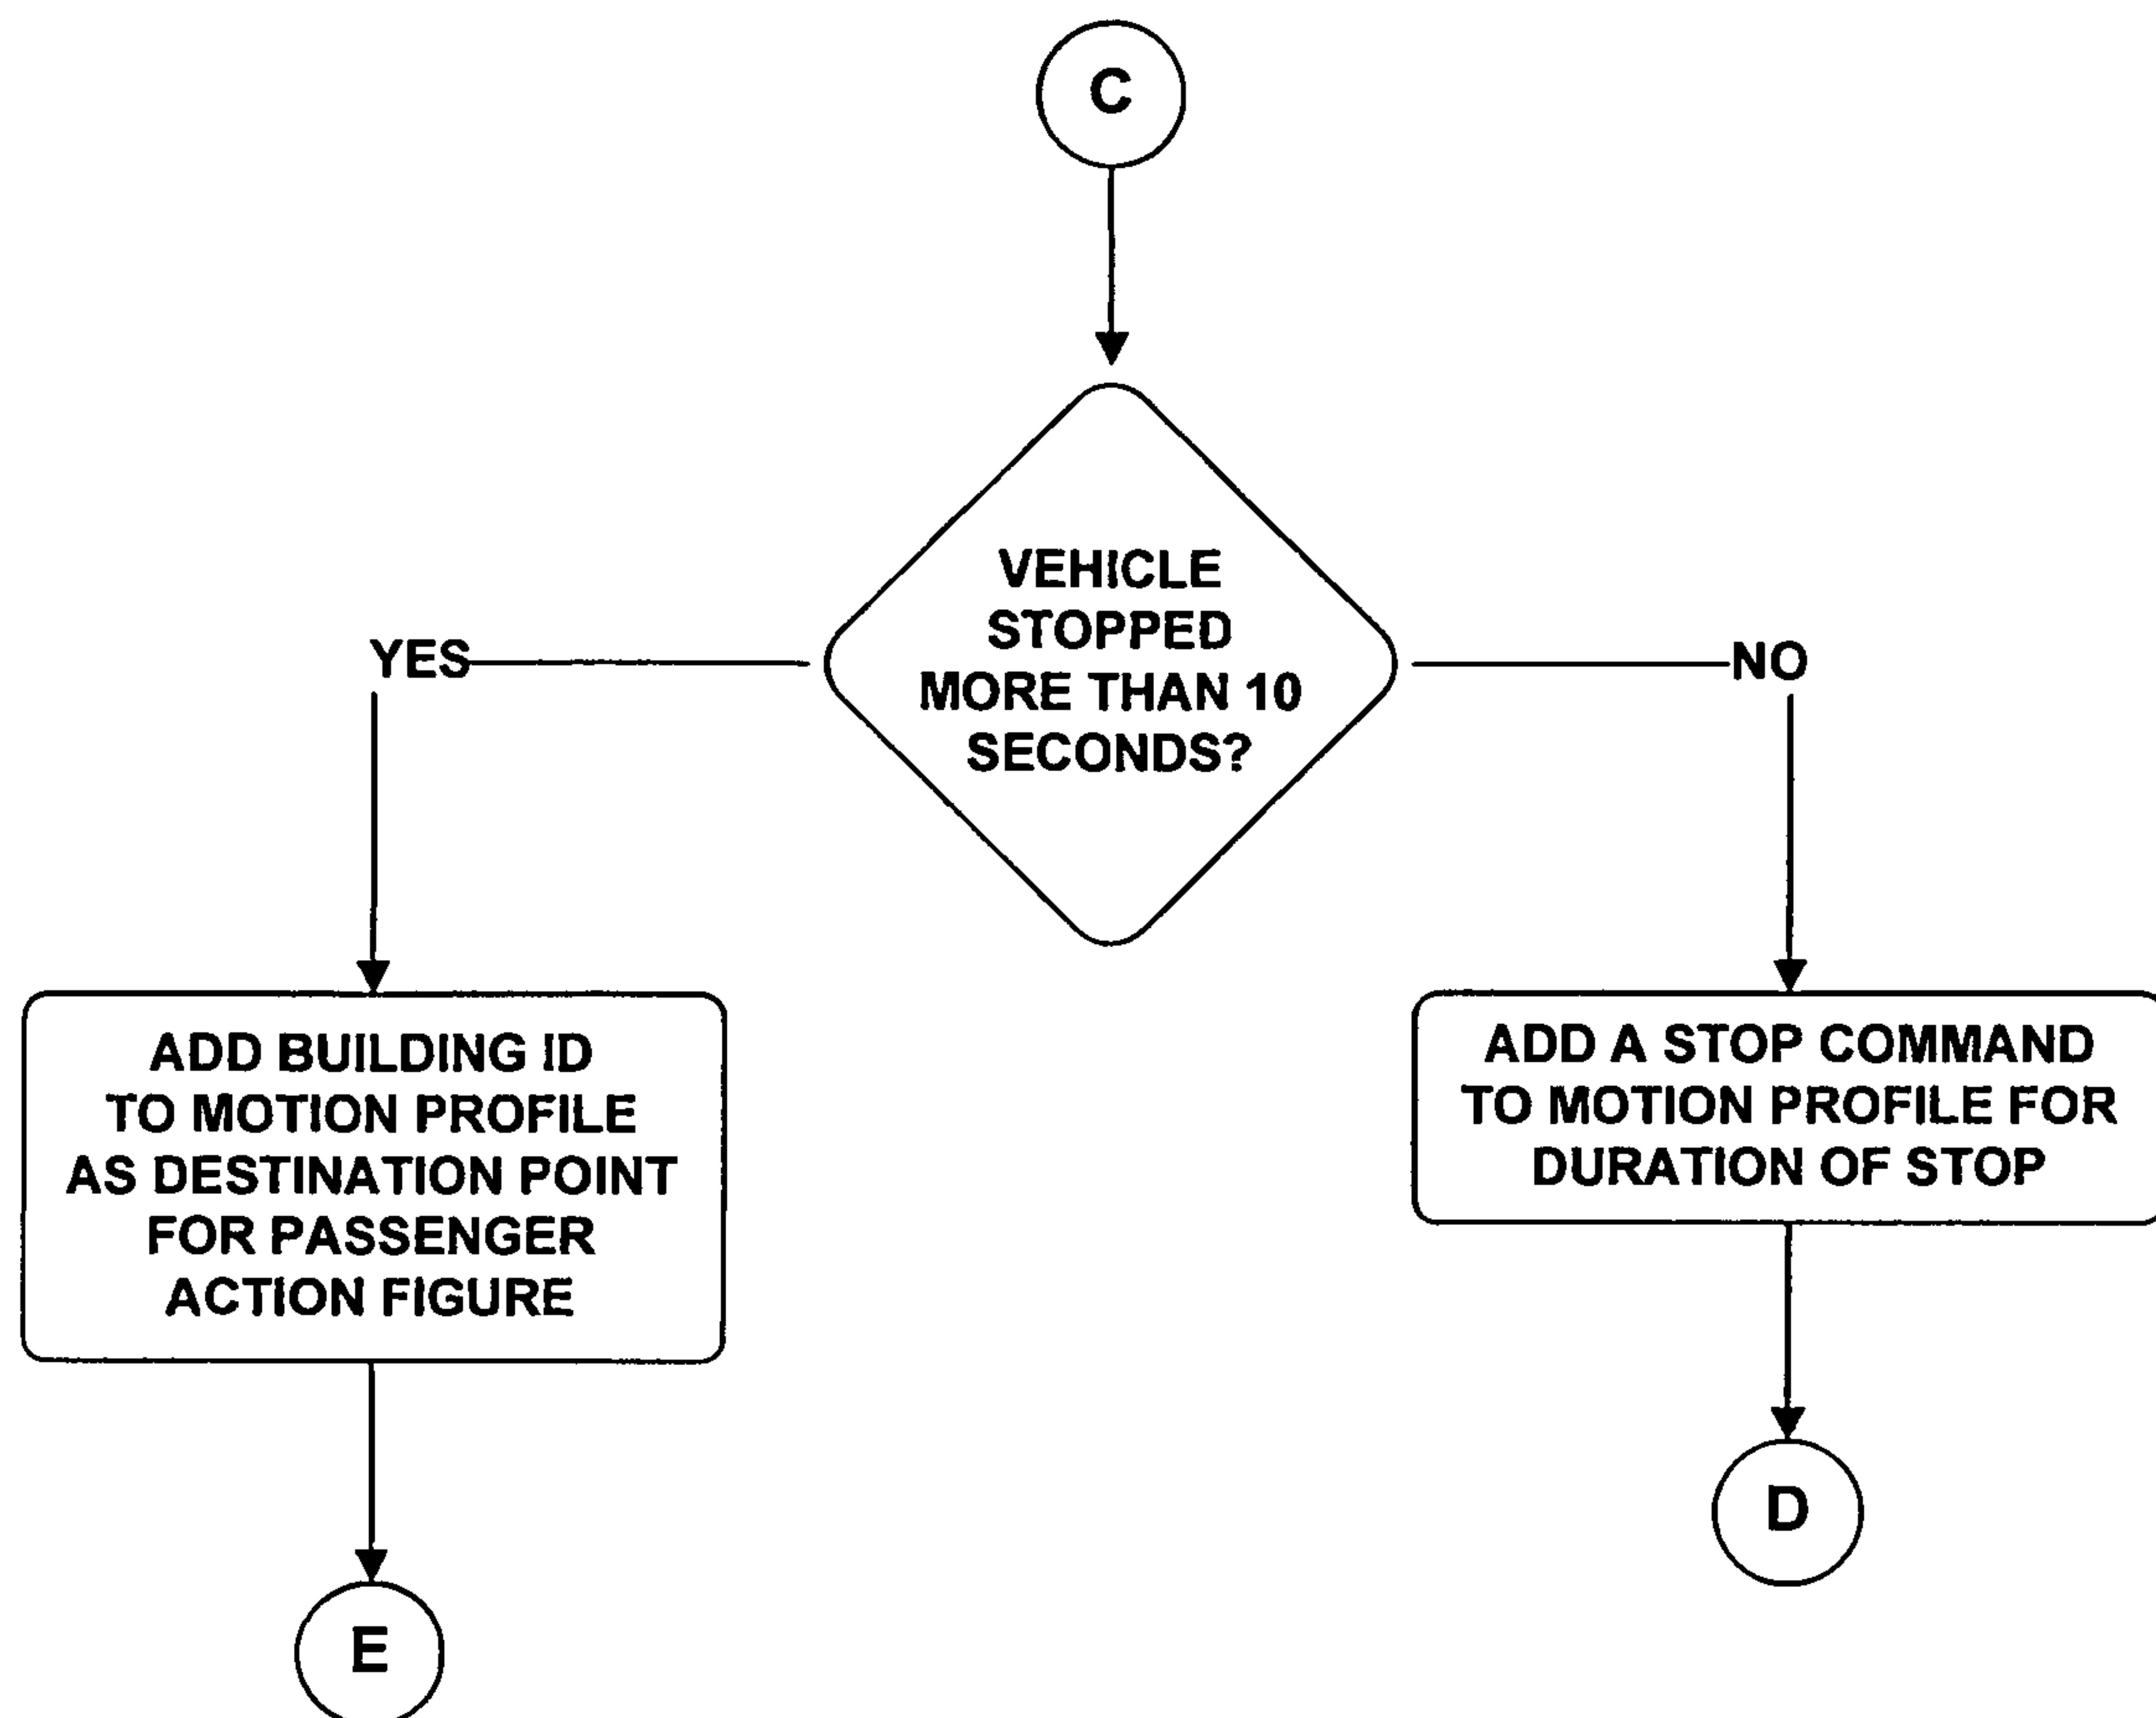 C
VEHICLE
STOPPED
MORE THAN 10
SECONDS?
YES
NO
ADD BUILDING ID
TO MOTION PROFILE
AS DESTINATION POINT
FOR PASSENGER
ACTION FIGURE
ADD A STOP COMMAND
TO MOTION PROFILE FOR
DURATION OF STOP
D
E